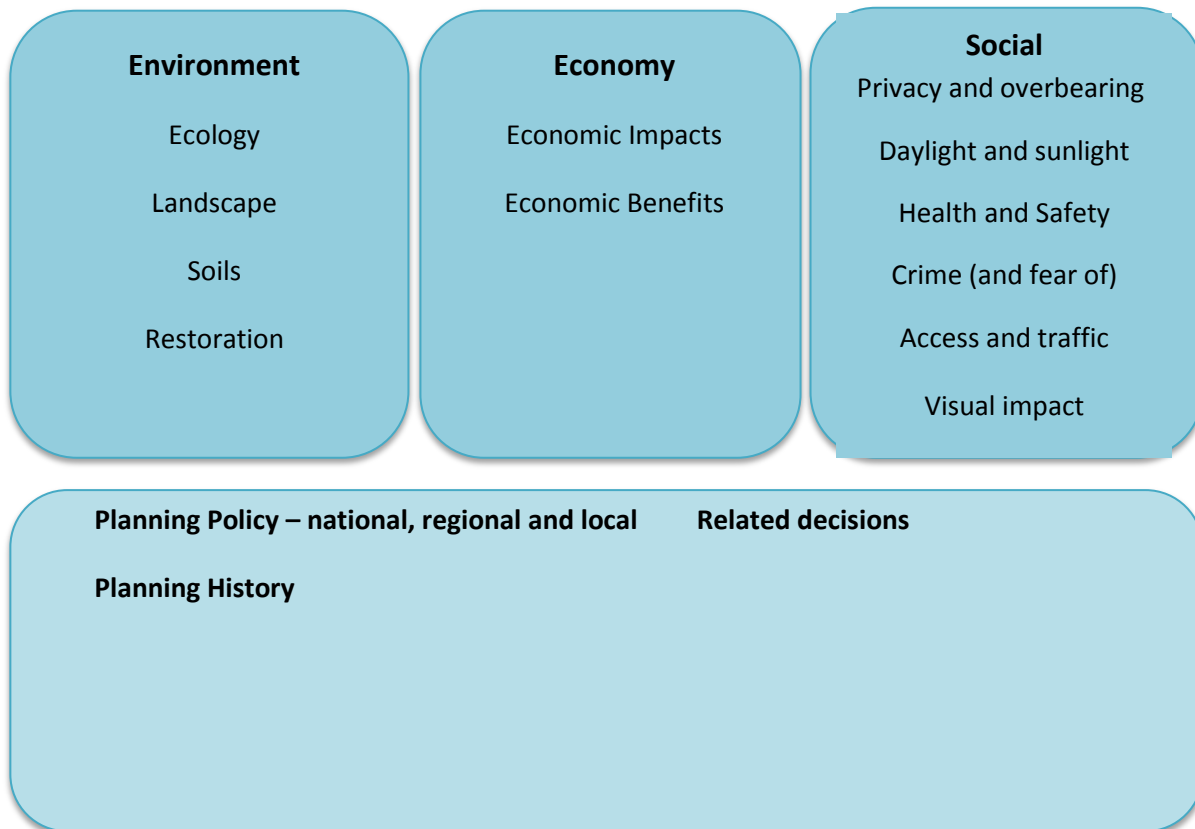 Environment
Ecology
Landscape
Soils
Restoration
Economy
Economic Impacts
Economic Benefits
Social
Privacy and overbearing
Daylight and sunlight
Health and Safety
Crime (and fear of)
Access and traffic
Visual impact
Planning Policy – national, regional and local Related decisions
Planning History